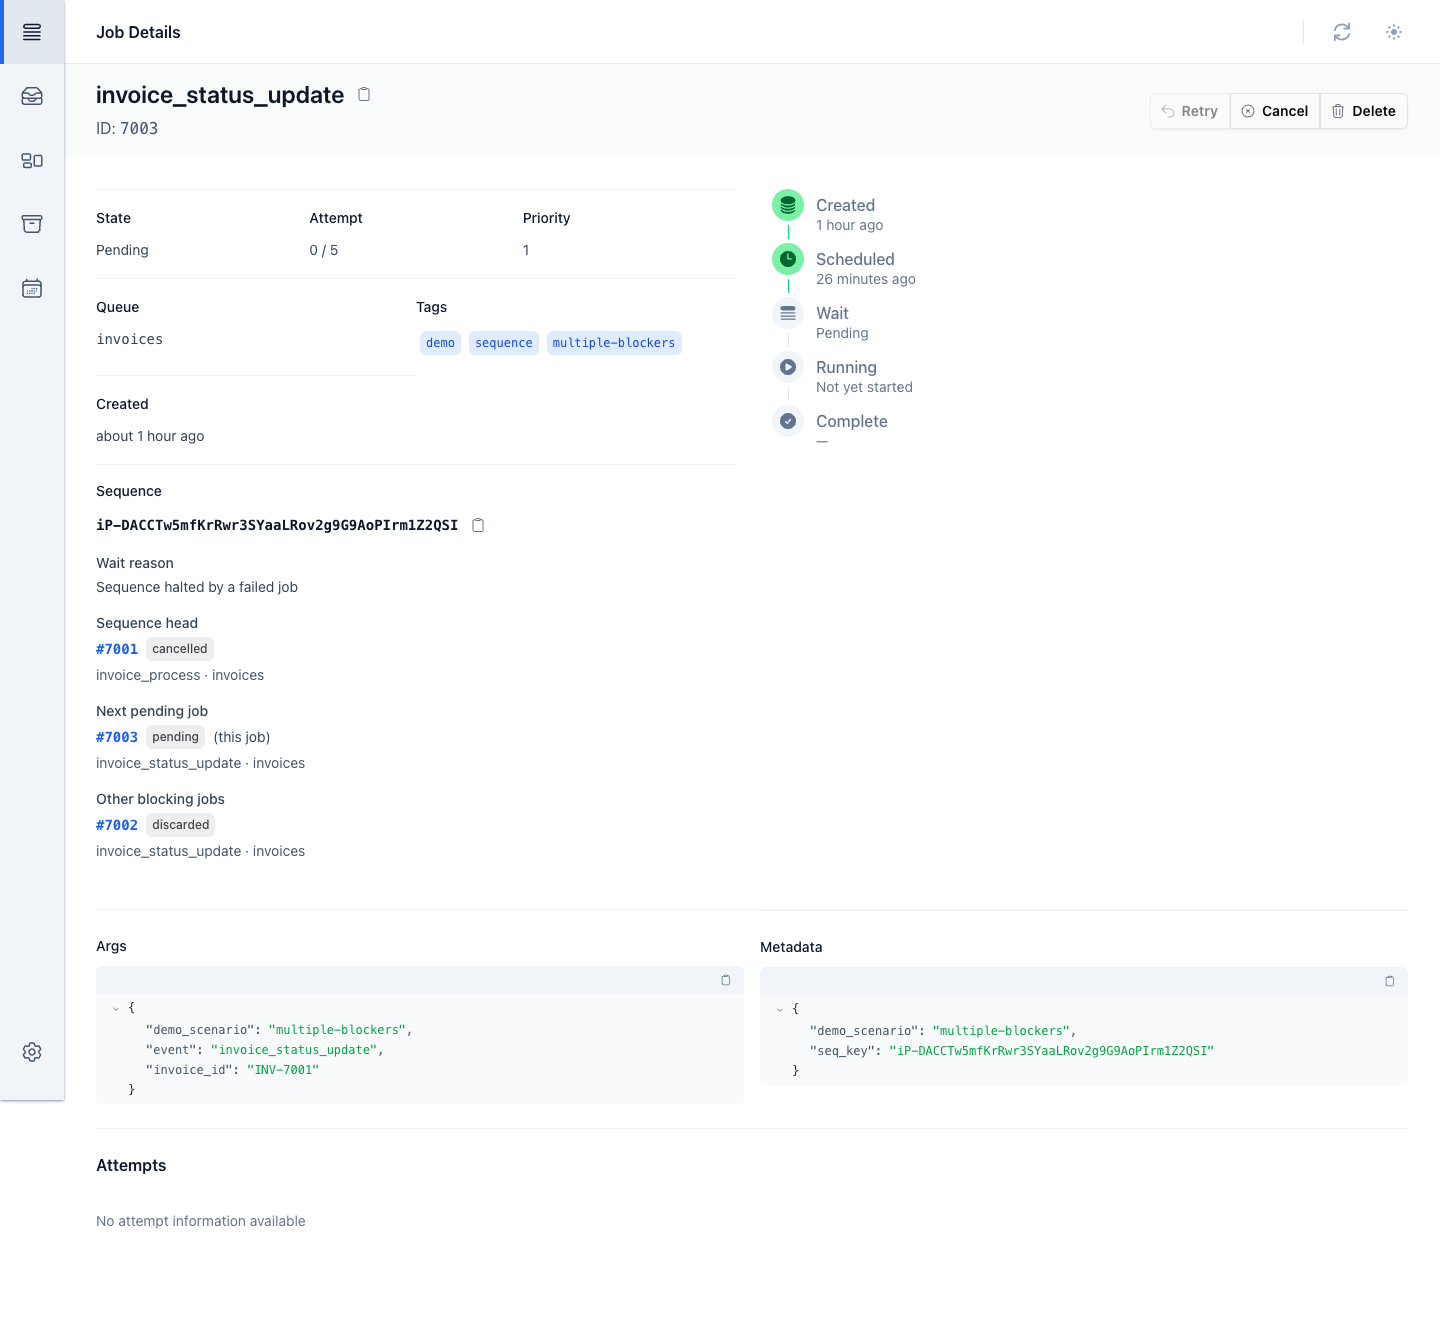 Job Details
invoice_status_update
ID: 7003
Retry
Cancel
Delete
State
Attempt
Priority
Pending
0 / 5
1
Queue
Tags
invoices
demo
sequence
multiple-blockers
Created
about 1 hour ago
Created
1 hour ago
Scheduled
26 minutes ago
Wait
Pending
Running
Not yet started
Complete
—
Sequence
iP-DACCTw5mfKrRwr3SYaaLRov2g9G9AoPIrm1Z2QSI
Wait reason
Sequence halted by a failed job
Sequence head
#7001 cancelled
invoice_process · invoices
Next pending job
#7003 pending (this job)
invoice_status_update · invoices
Other blocking jobs
#7002 discarded
invoice_status_update · invoices
Args
{
"demo_scenario": "multiple-blockers",
"event": "invoice_status_update",
"invoice_id": "INV-7001"
}
Metadata
{
"demo_scenario": "multiple-blockers",
"seq_key": "iP-DACCTw5mfKrRwr3SYaaLRov2g9G9AoPIrm1Z2QSI"
}
Attempts
No attempt information available